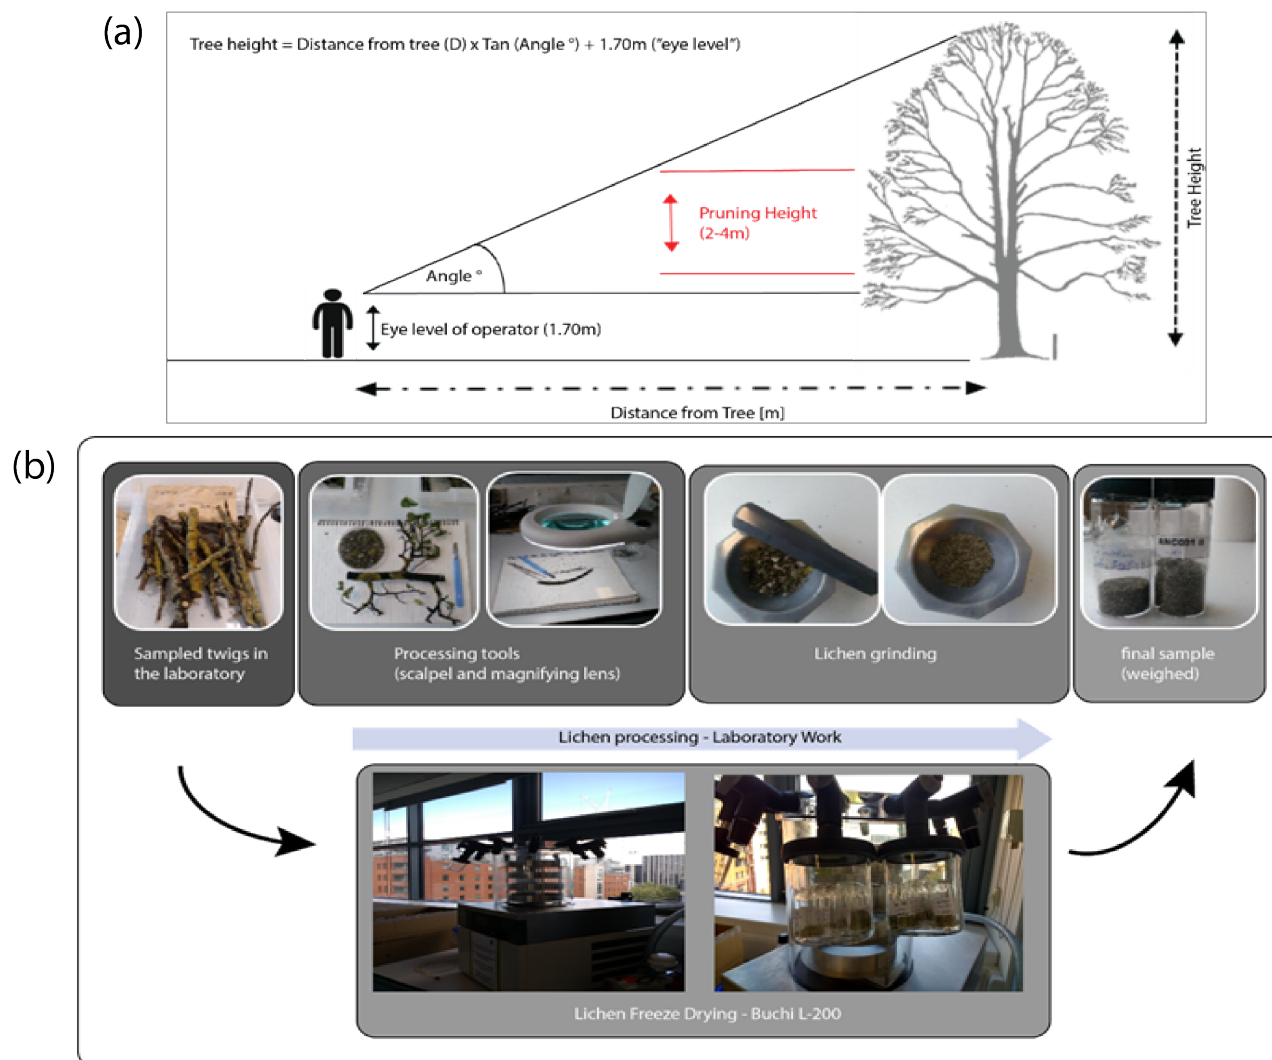 (a)
Tree height = Distance from tree (D) x Tan (Angle °) + 1.70m ("eye level")
Pruning Height
(2-4m)
Tree Height
Angle °
Eye level of operator (1.70m)
Distance from Tree [m]
(b)
Sampled twigs in
the laboratory
Processing tools
(scalpel and magnifying lens)
Lichen grinding
final sample
(weighed)
Lichen processing - Laboratory Work
Lichen Freeze Drying - Buchi L-200